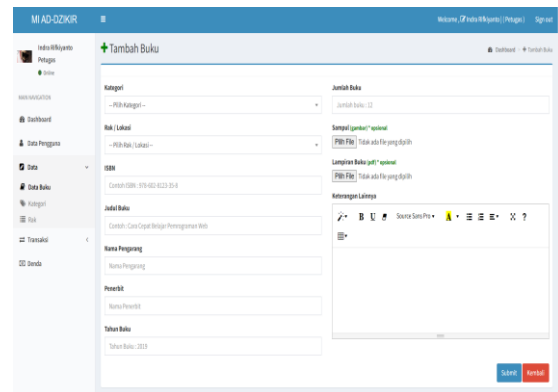 MI AD-DZIKIR
Welcome, Indra Rifkiyanto ( Petugas ) Sign out
Indra Rifkiyanto
Petugas
Online
MAIN NAVIGATION
Dashboard
Data Pengguna
Data
Data Buku
Kategori
Rak
Transaksi
Denda
Tambah Buku
Dashboard > Tambah Buku
Kategori
-- Pilih Kategori --
Rak / Lokasi
-- Pilih Rak / Lokasi --
ISBN
Contoh ISBN : 978-602-8123-35-8
Judul Buku
Contoh : Cara Cepat Belajar Pemrograman Web
Nama Pengarang
Nama Pengarang
Penerbit
Nama Penerbit
Tahun Buku
Tahun Buku : 2019
Jumlah Buku
Jumlah buku : 12
Sampul (gambar) * opsional
Pilih File Tidak ada file yang dipilih
Lampiran Buku (pdf) * opsional
Pilih File Tidak ada file yang dipilih
Keterangan Lainnya
B U Source Sans Pro A X ?
Submit Kembali